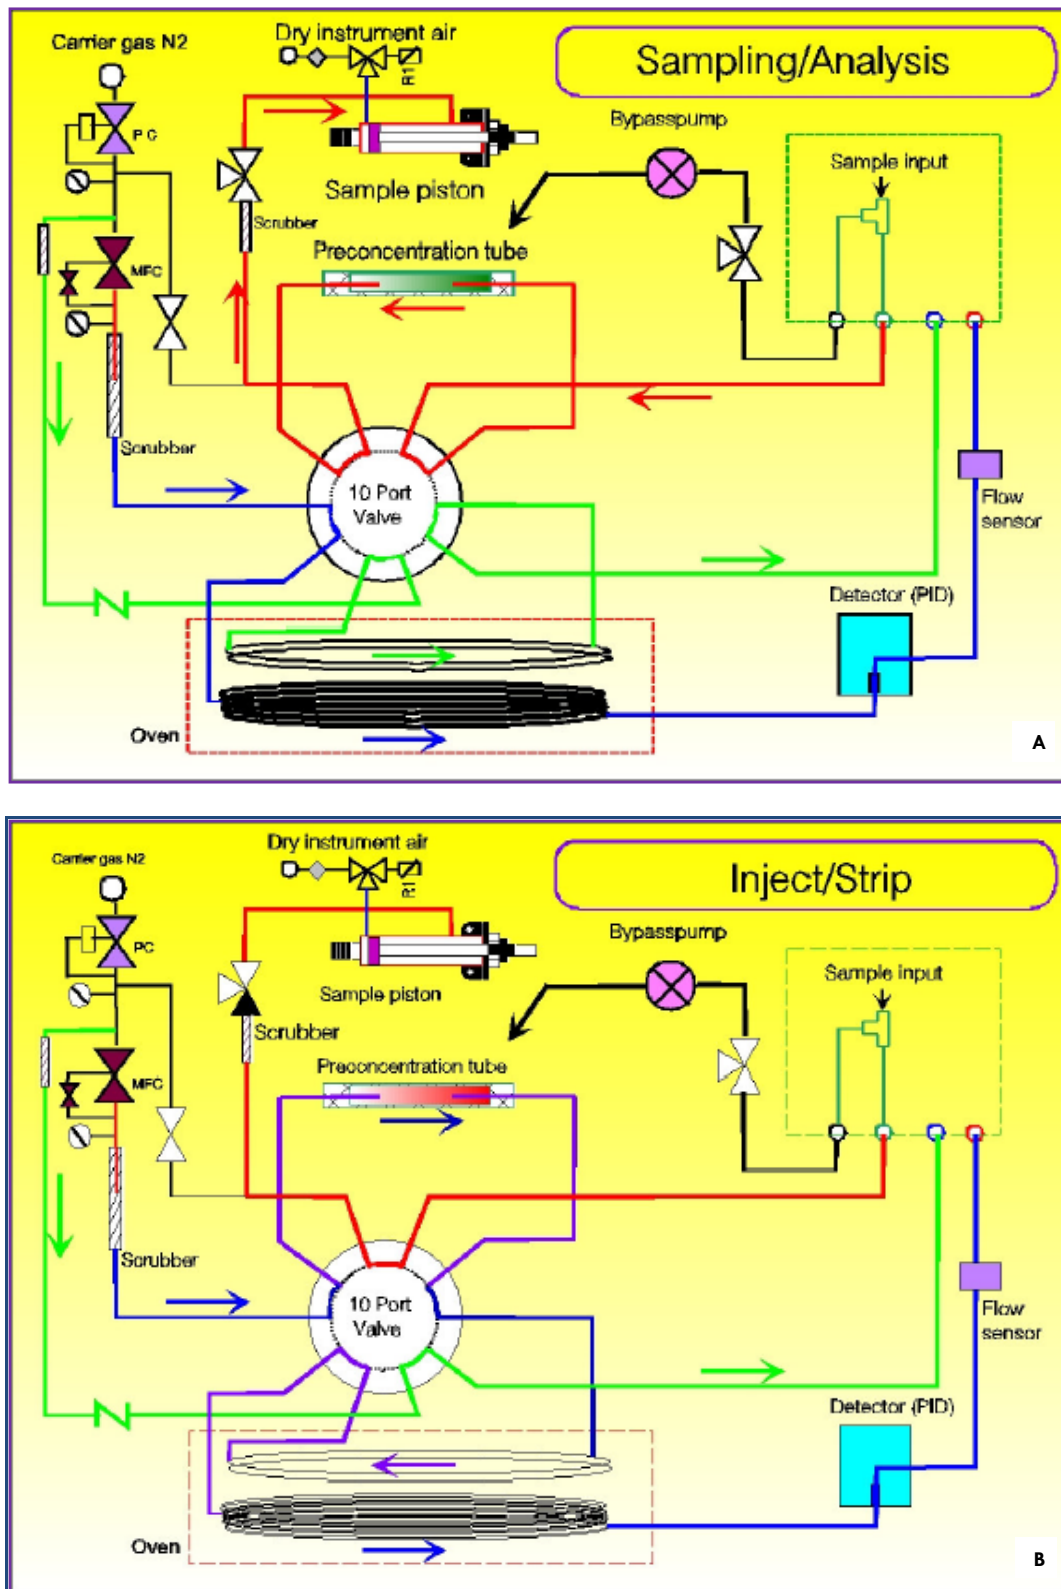 Carrier gas N2
Dry instrument air
Sampling/Analysis
R1
PC
Bypasspump
Sample input
Sample piston
Scrubber
Preconcentration tube
MFC
Scrubber
10 Port
Valve
Flow
sensor
Detector (PID)
Oven
A
Dry instrument air
Carrier gas N2
Inject/Strip
R1
PC
Bypasspump
Sample input
Sample piston
Scrubber
Preconcentration tube
MFC
Scrubber
10 Port
Valve
Flow
sensor
Detector (PID)
Oven
B